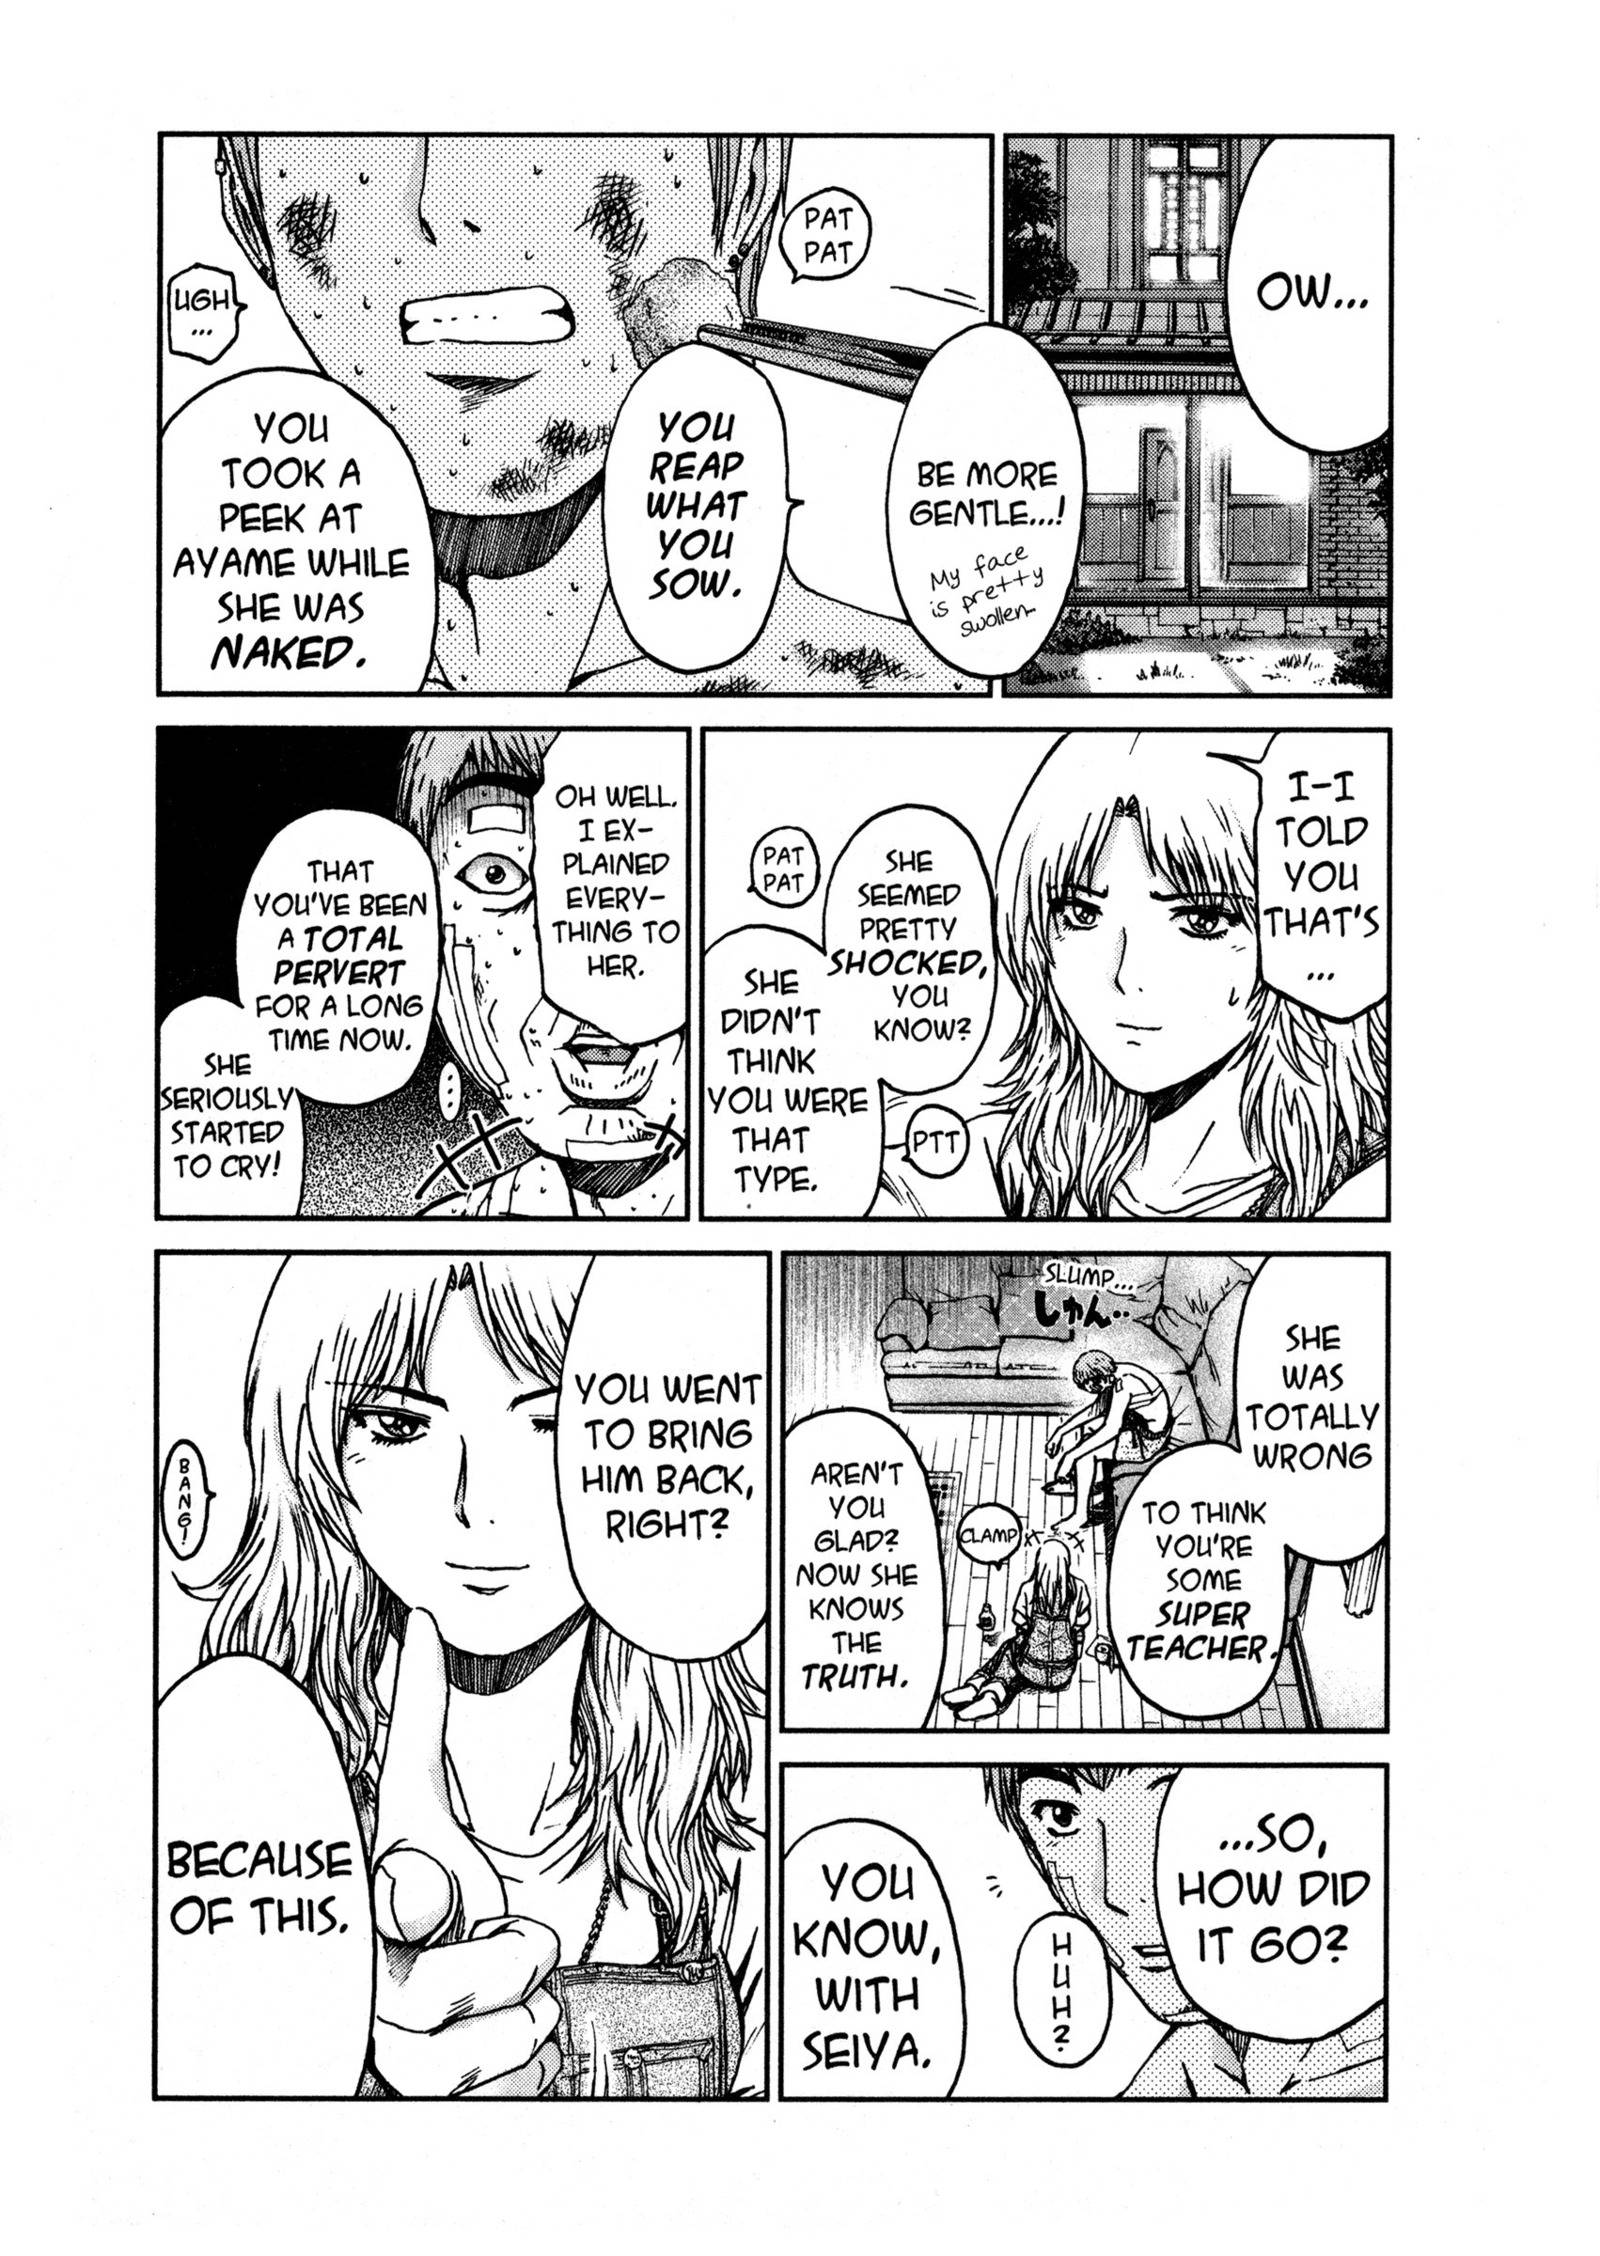 OW...
BE MORE
GENTLE...!
My face
is pretty
swollen...
PAT
PAT
YOU
REAP
WHAT
YOU
SOW.
UGH
...
YOU
TOOK A
PEEK AT
AYAME WHILE
SHE WAS
NAKED.
I-I
TOLD
YOU
THAT'S
...
SHE
SEEMED
PRETTY
SHOCKED,
YOU
KNOW?
PAT
PAT
SHE
DIDN'T
THINK
YOU WERE
THAT
TYPE.
PTT
OH WELL.
I EX-
PLAINED
EVERY-
THING TO
HER.
THAT
YOU'VE BEEN
A TOTAL
PERVERT
FOR A LONG
TIME NOW.
...
SHE
SERIOUSLY
STARTED
TO CRY!
SHE
WAS
TOTALLY
WRONG
SLUMP...
しゅん‥
TO THINK
YOU'RE
SOME
SUPER
TEACHER.
CLAMP
AREN'T
YOU
GLAD?
NOW SHE
KNOWS
THE
TRUTH.
...SO,
HOW DID
IT GO?
HUH?
YOU
KNOW,
WITH
SEIYA.
YOU WENT
TO BRING
HIM BACK,
RIGHT?
BANG!
BECAUSE
OF THIS.